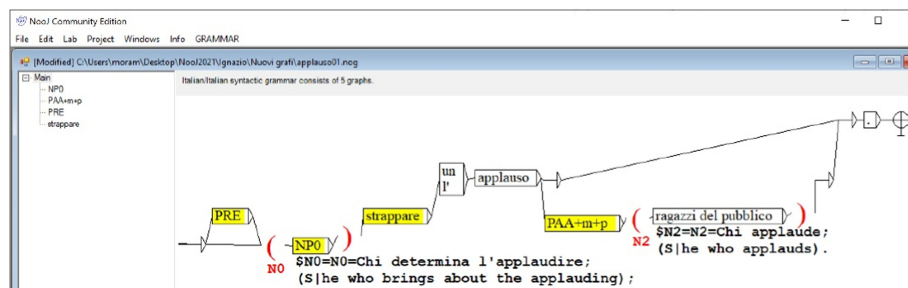 NooJ Community Edition
File Edit Lab Project Windows Info GRAMMAR
[Modified] C:\Users\moram\Desktop\NooJ2021\Ignazio\Nuovi grafi\applauso01.nog
Main
NP0
PAA+m+p
PRE
strappare
Italian/Italian syntactic grammar consists of 5 graphs.
un
l'
applauso
.
PRE
strappare
PAA+m+p
( ragazzi del pubblico )
N2
$N2=N2=Chi applaude;
(S|he who applauds).
( NP0 )
N0
$N0=N0=Chi determina l'applaudire;
(S|he who brings about the applauding);